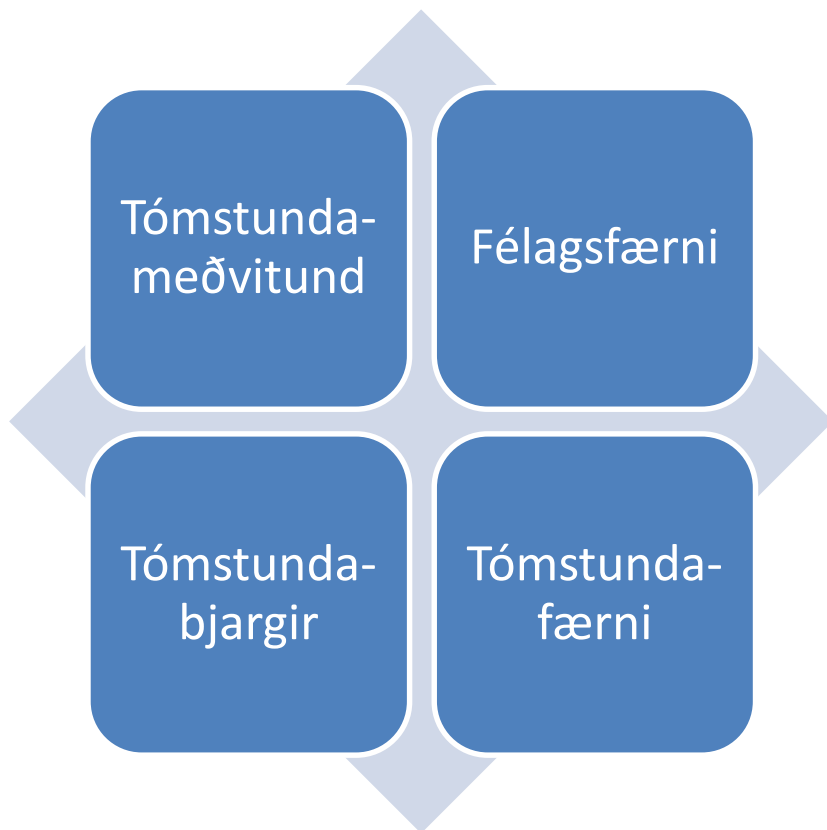 Tómstunda-
meðvitund
Félagsfærni
Tómstunda-
bjargir
Tómstunda-
færni